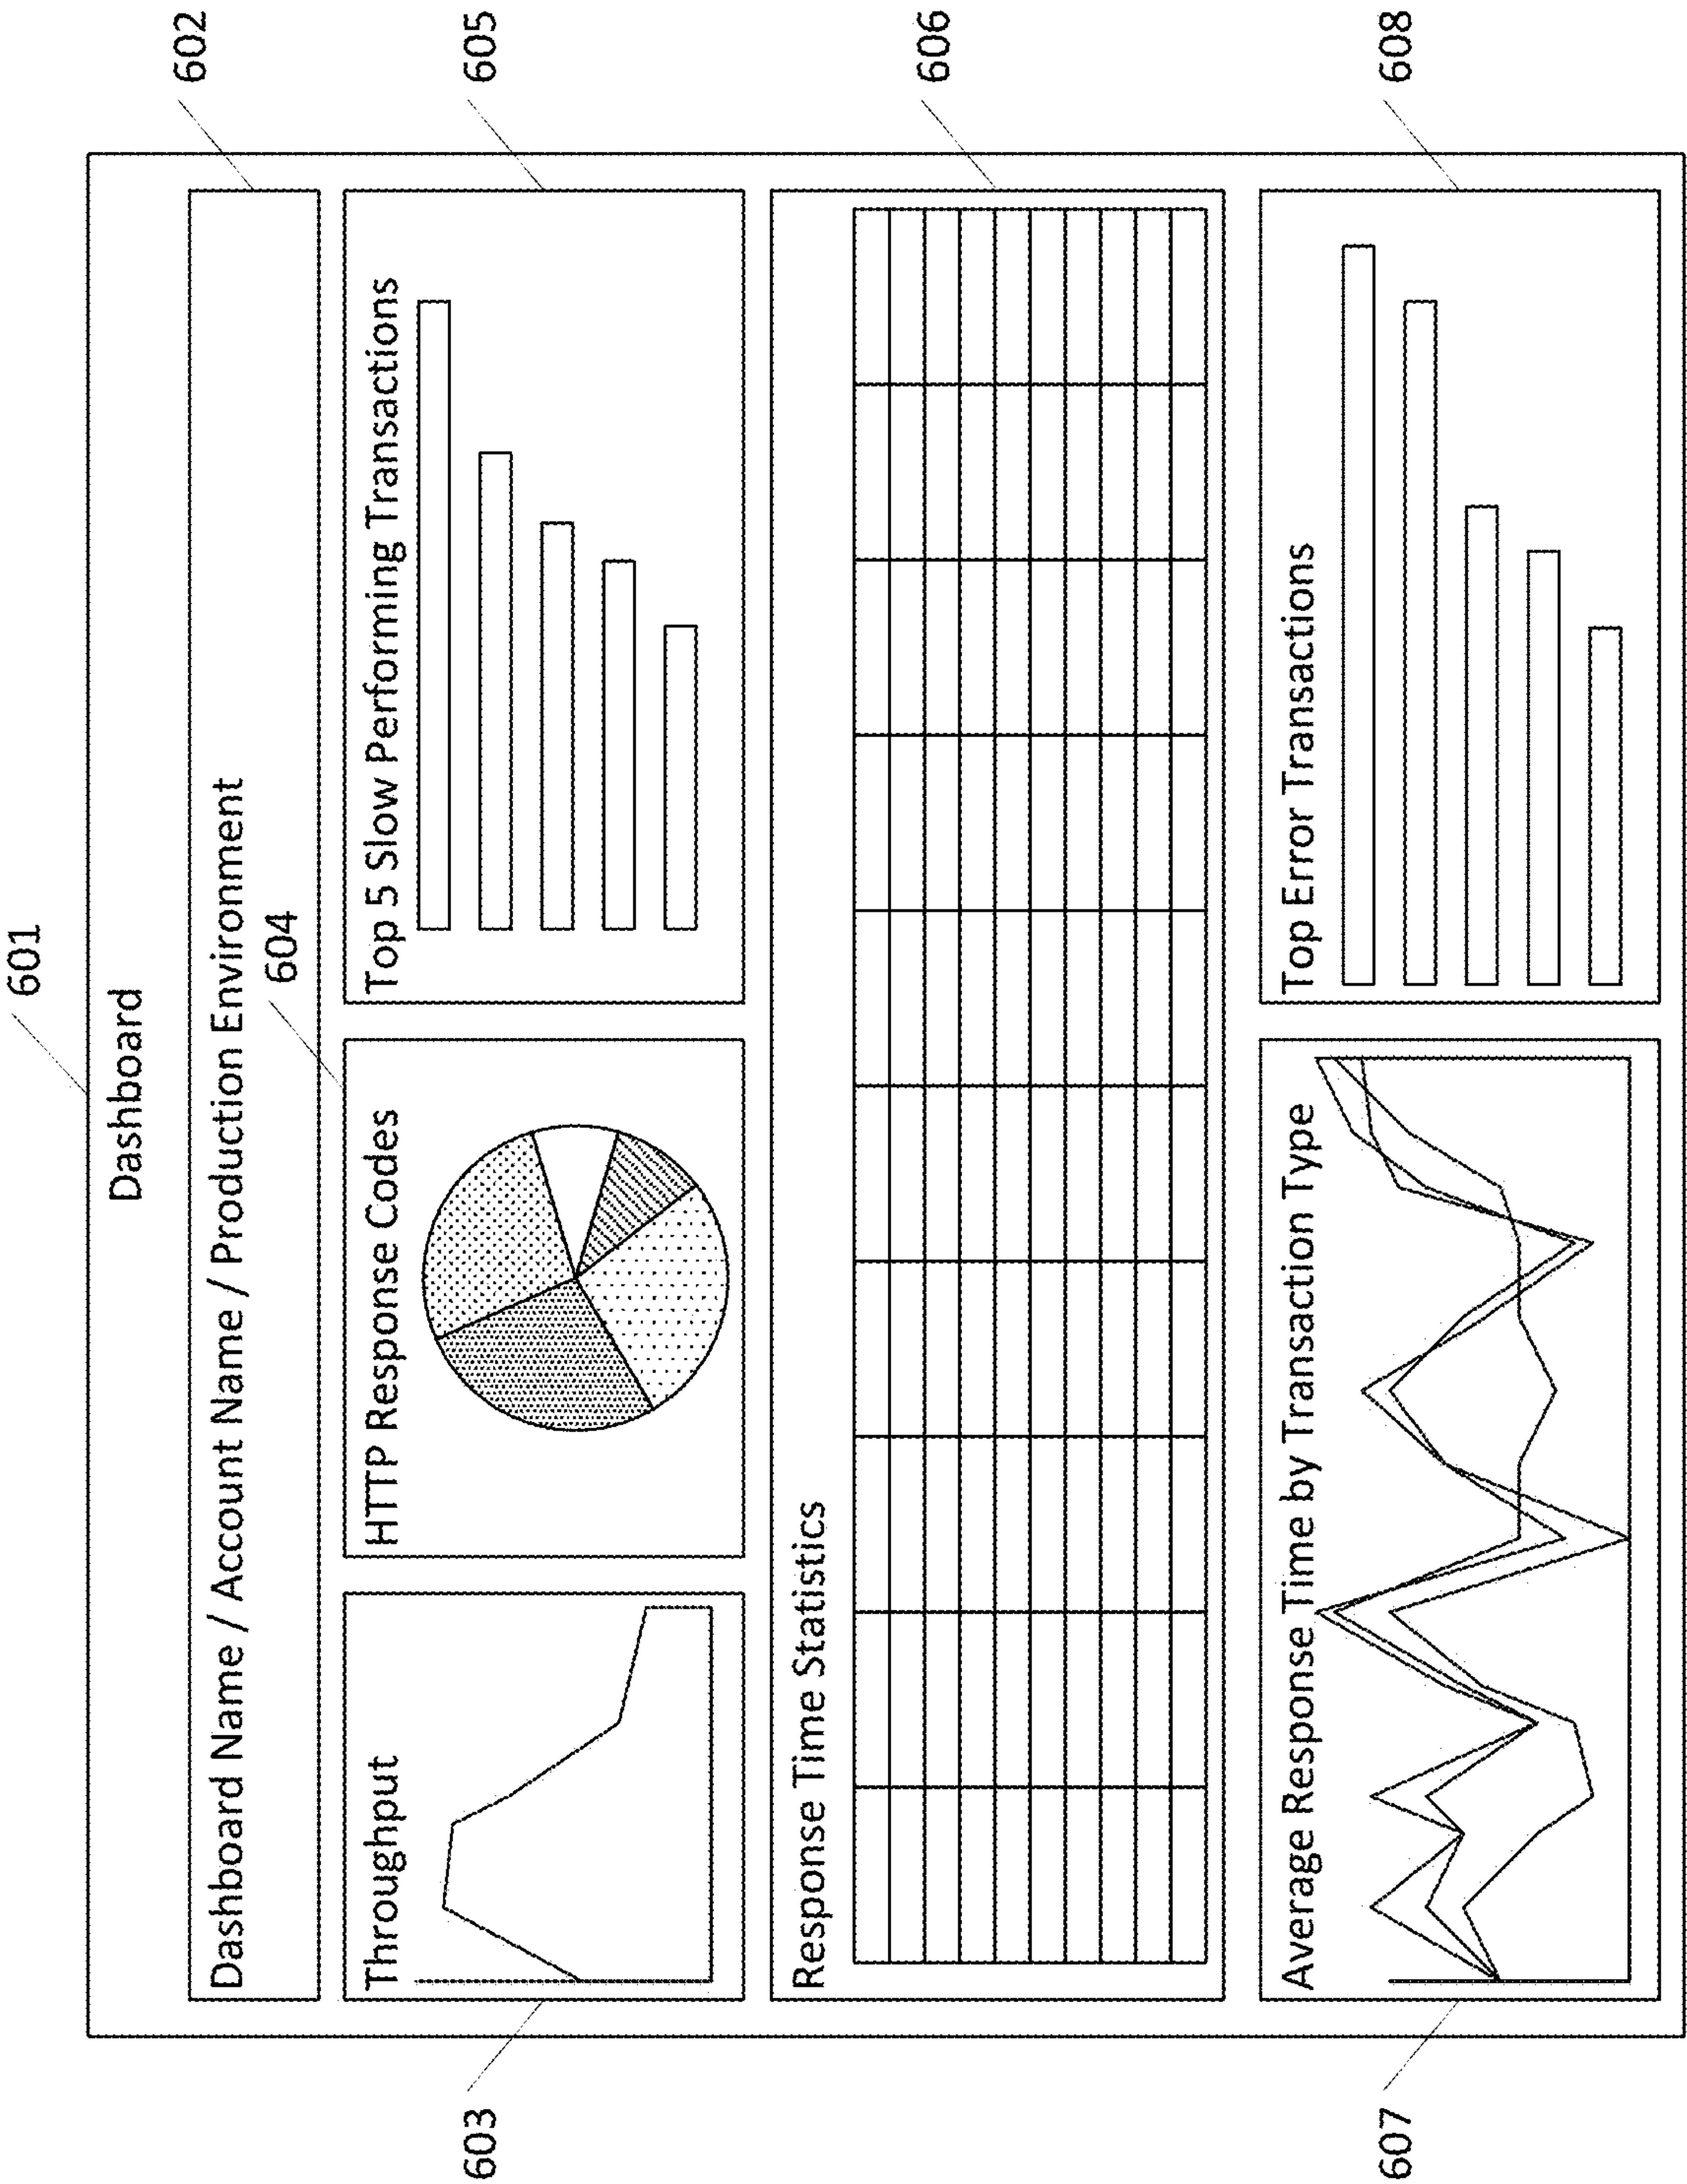 601
Dashboard
602
Dashboard Name / Account Name / Production Environment
604
603
Throughput
HTTP Response Codes
Top 5 Slow Performing Transactions
605
Response Time Statistics
606
607
Average Response Time by Transaction Type
Top Error Transactions
608